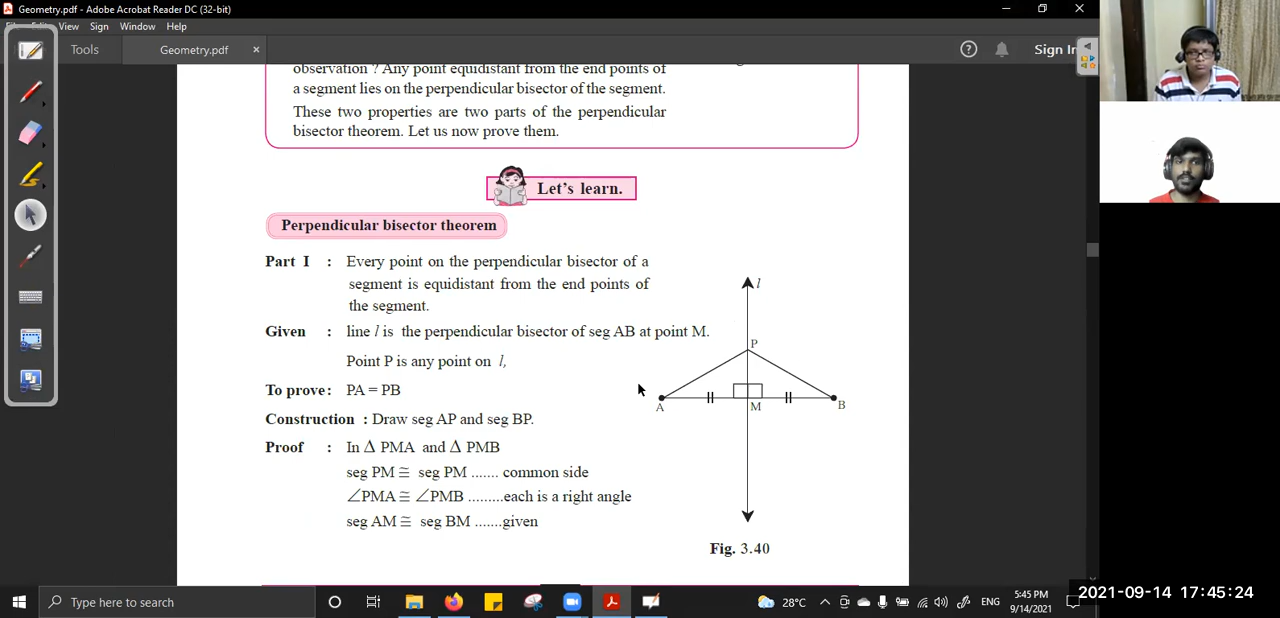 Geometry.pdf - Adobe Acrobat Reader DC (32-bit)
View Sign Window Help
Tools
Geometry.pdf ×
Sign In
observation ? Any point equidistant from the end points of
a segment lies on the perpendicular bisector of the segment.
These two properties are two parts of the perpendicular
bisector theorem. Let us now prove them.
Let's learn.
Perpendicular bisector theorem
Part I : Every point on the perpendicular bisector of a
segment is equidistant from the end points of
the segment.
Given : line l is the perpendicular bisector of seg AB at point M.
Point P is any point on l,
To prove : PA = PB
Construction : Draw seg AP and seg BP.
Proof : In Δ PMA and Δ PMB
seg PM ≅ seg PM ....... common side
∠PMA ≅ ∠PMB .........each is a right angle
seg AM ≅ seg BM .......given
l
P
A
M
B
Fig. 3.40
Type here to search
28°C
ENG
5:45 PM
9/14/2021
2021-09-14 17:45:24